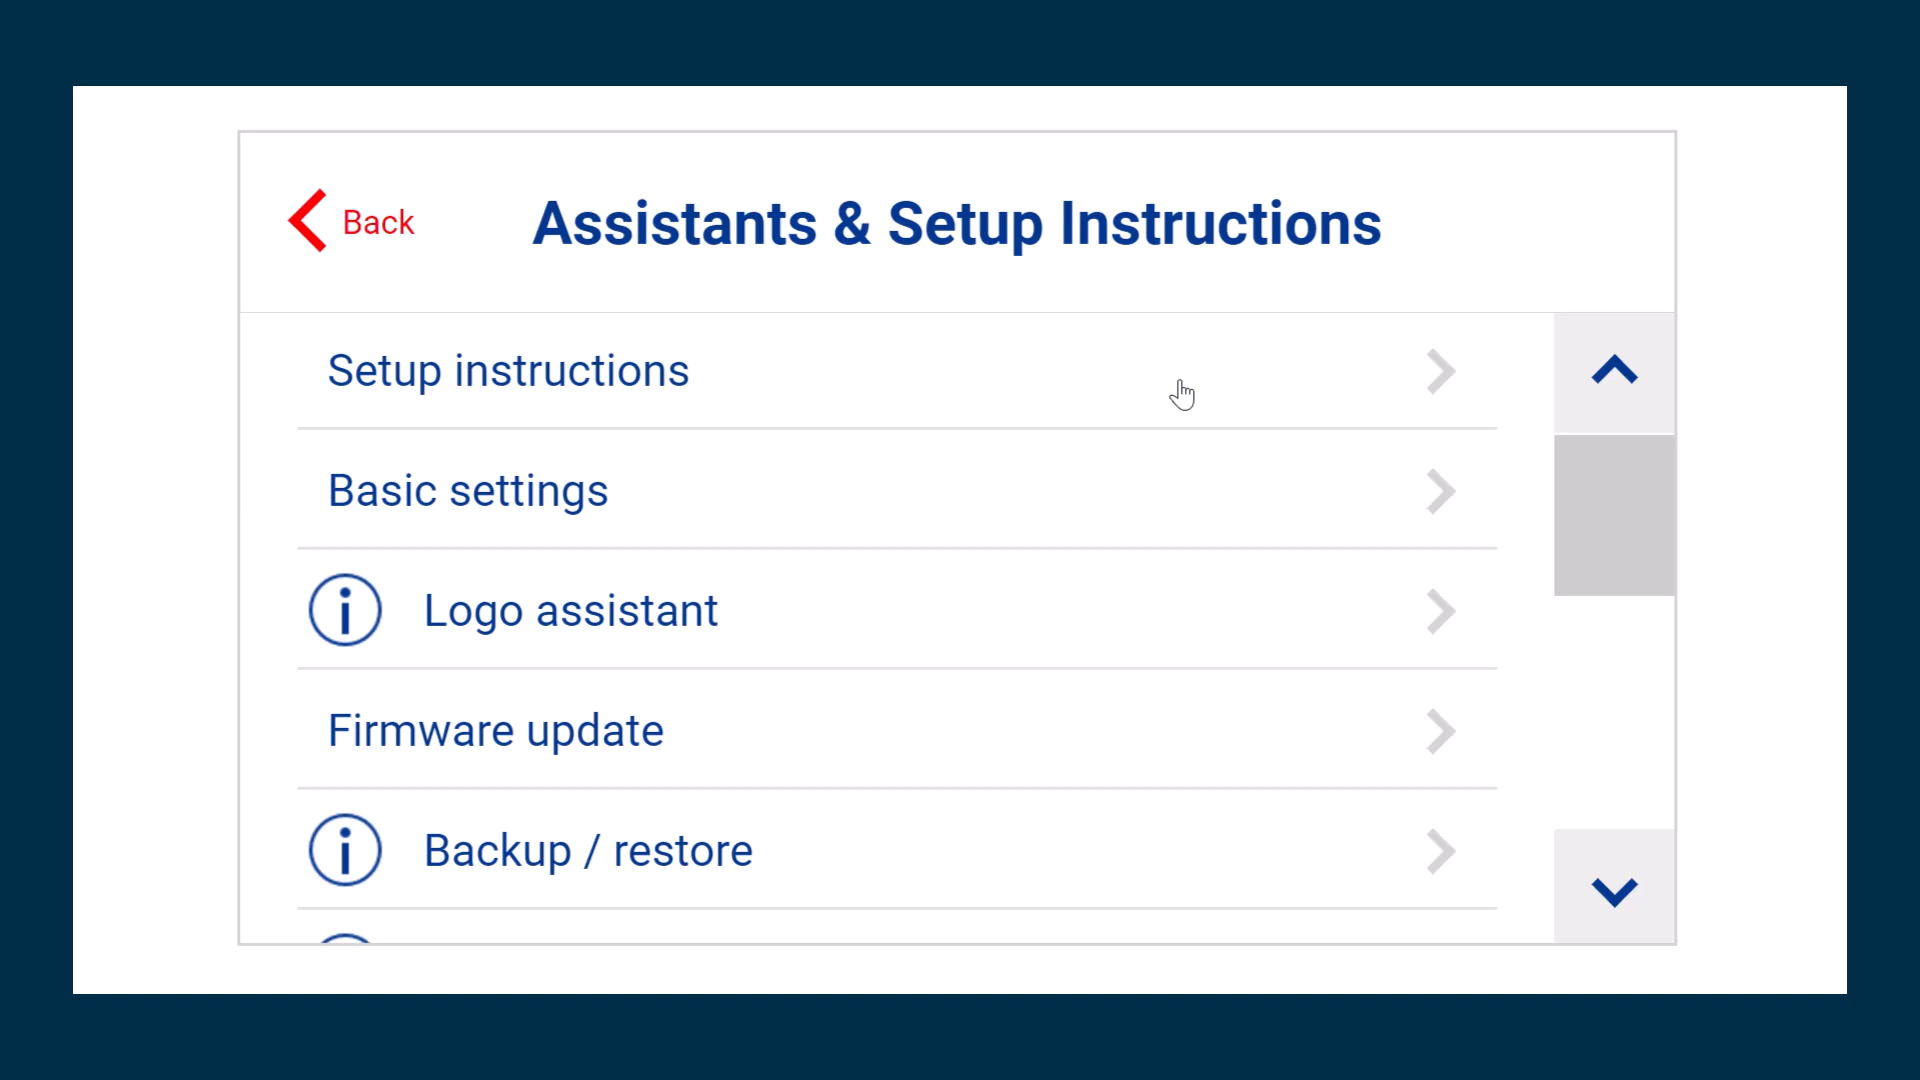 Back
Assistants & Setup Instructions
Setup instructions
Basic settings
Logo assistant
Firmware update
Backup / restore